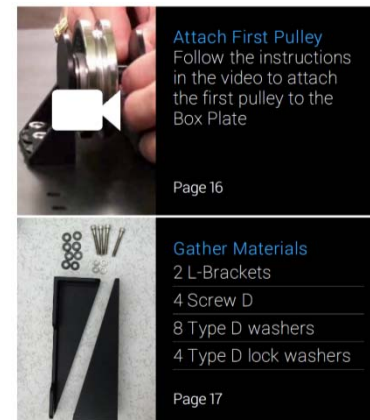 Attach First Pulley
Follow the instructions
in the video to attach
the first pulley to the
Box Plate
Page 16
Gather Materials
2 L-Brackets
4 Screw D
8 Type D washers
4 Type D lock washers
Page 17